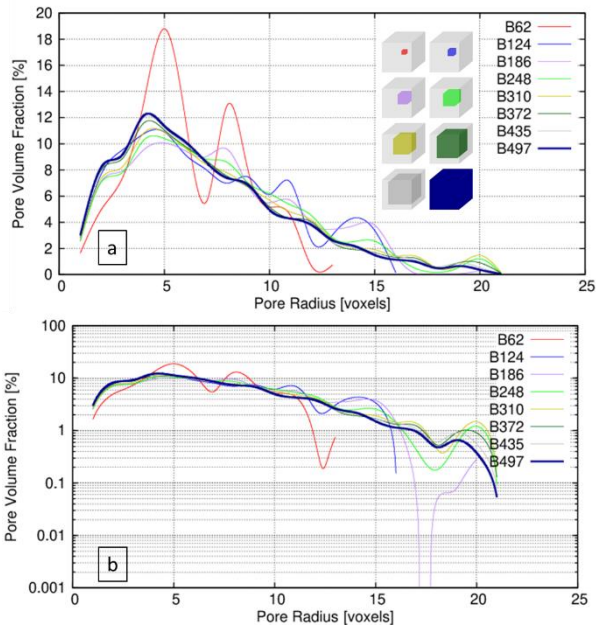 Pore Volume Fraction [%]
20
18
16
14
12
10
8
6
4
2
0
B62
B124
B186
B248
B310
B372
B435
B497
a
0 5 10 15 20 25
Pore Radius [voxels]
Pore Volume Fraction [%]
100
10
1
0.1
0.01
0.001
B62
B124
B186
B248
B310
B372
B435
B497
b
0 5 10 15 20 25
Pore Radius [voxels]